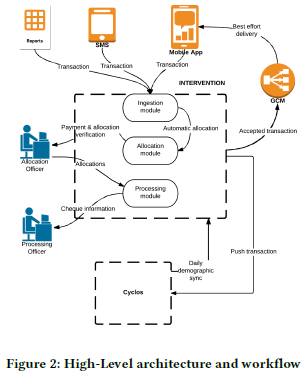 Reports
SMS
Mobile App
Best effort
delivery
Transaction
Transaction
Transaction
INTERVENTION
GCM
Ingestion
module
Payment & allocation
verification
Automatic allocation
Accepted transaction
Allocation
module
Allocation
Officer
Allocations
Processing
module
Cheque information
Processing
Officer
Push transaction
Daily
demographic
sync
Cyclos
Figure 2: High-Level architecture and workflow